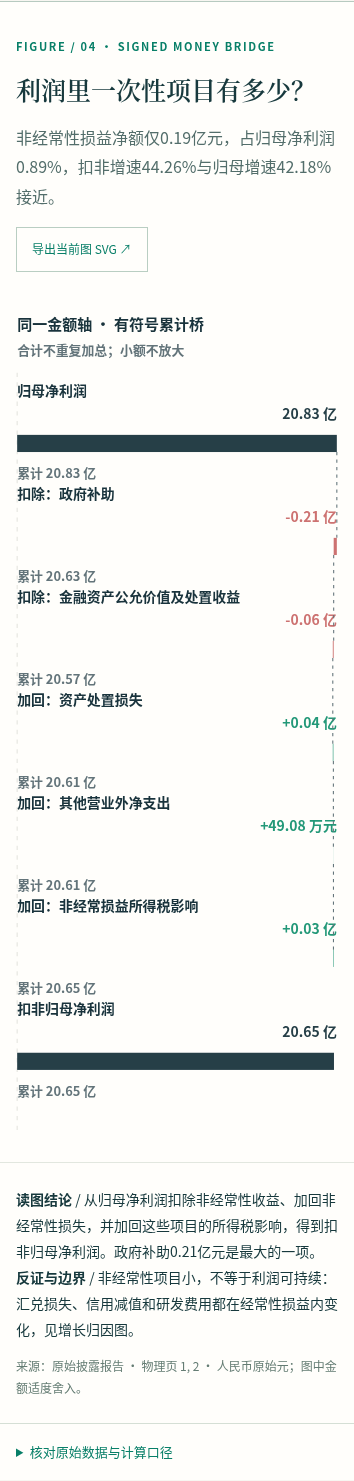 FIGURE / 04 · SIGNED MONEY BRIDGE
利润里一次性项目有多少？
非经常性损益净额仅0.19亿元，占归母净利润
0.89%，扣非增速44.26%与归母增速42.18%
接近。
导出当前图 SVG ↗
同一金额轴 · 有符号累计桥
合计不重复加总；小额不放大
归母净利润
20.83 亿
累计 20.83 亿
扣除：政府补助
-0.21 亿
累计 20.63 亿
扣除：金融资产公允价值及处置收益
-0.06 亿
累计 20.57 亿
加回：资产处置损失
+0.04 亿
累计 20.61 亿
加回：其他营业外净支出
+49.08 万元
累计 20.61 亿
加回：非经常损益所得税影响
+0.03 亿
累计 20.65 亿
扣非归母净利润
20.65 亿
累计 20.65 亿
读图结论 / 从归母净利润扣除非经常性收益、加回非
经常性损失，并加回这些项目的所得税影响，得到扣
非归母净利润。政府补助0.21亿元是最大的一项。
反证与边界 / 非经常性项目小，不等于利润可持续：
汇兑损失、信用减值和研发费用都在经常性损益内变
化，见增长归因图。
来源：原始披露报告 · 物理页 1, 2 · 人民币原始元；图中金
额适度舍入。
▶ 核对原始数据与计算口径